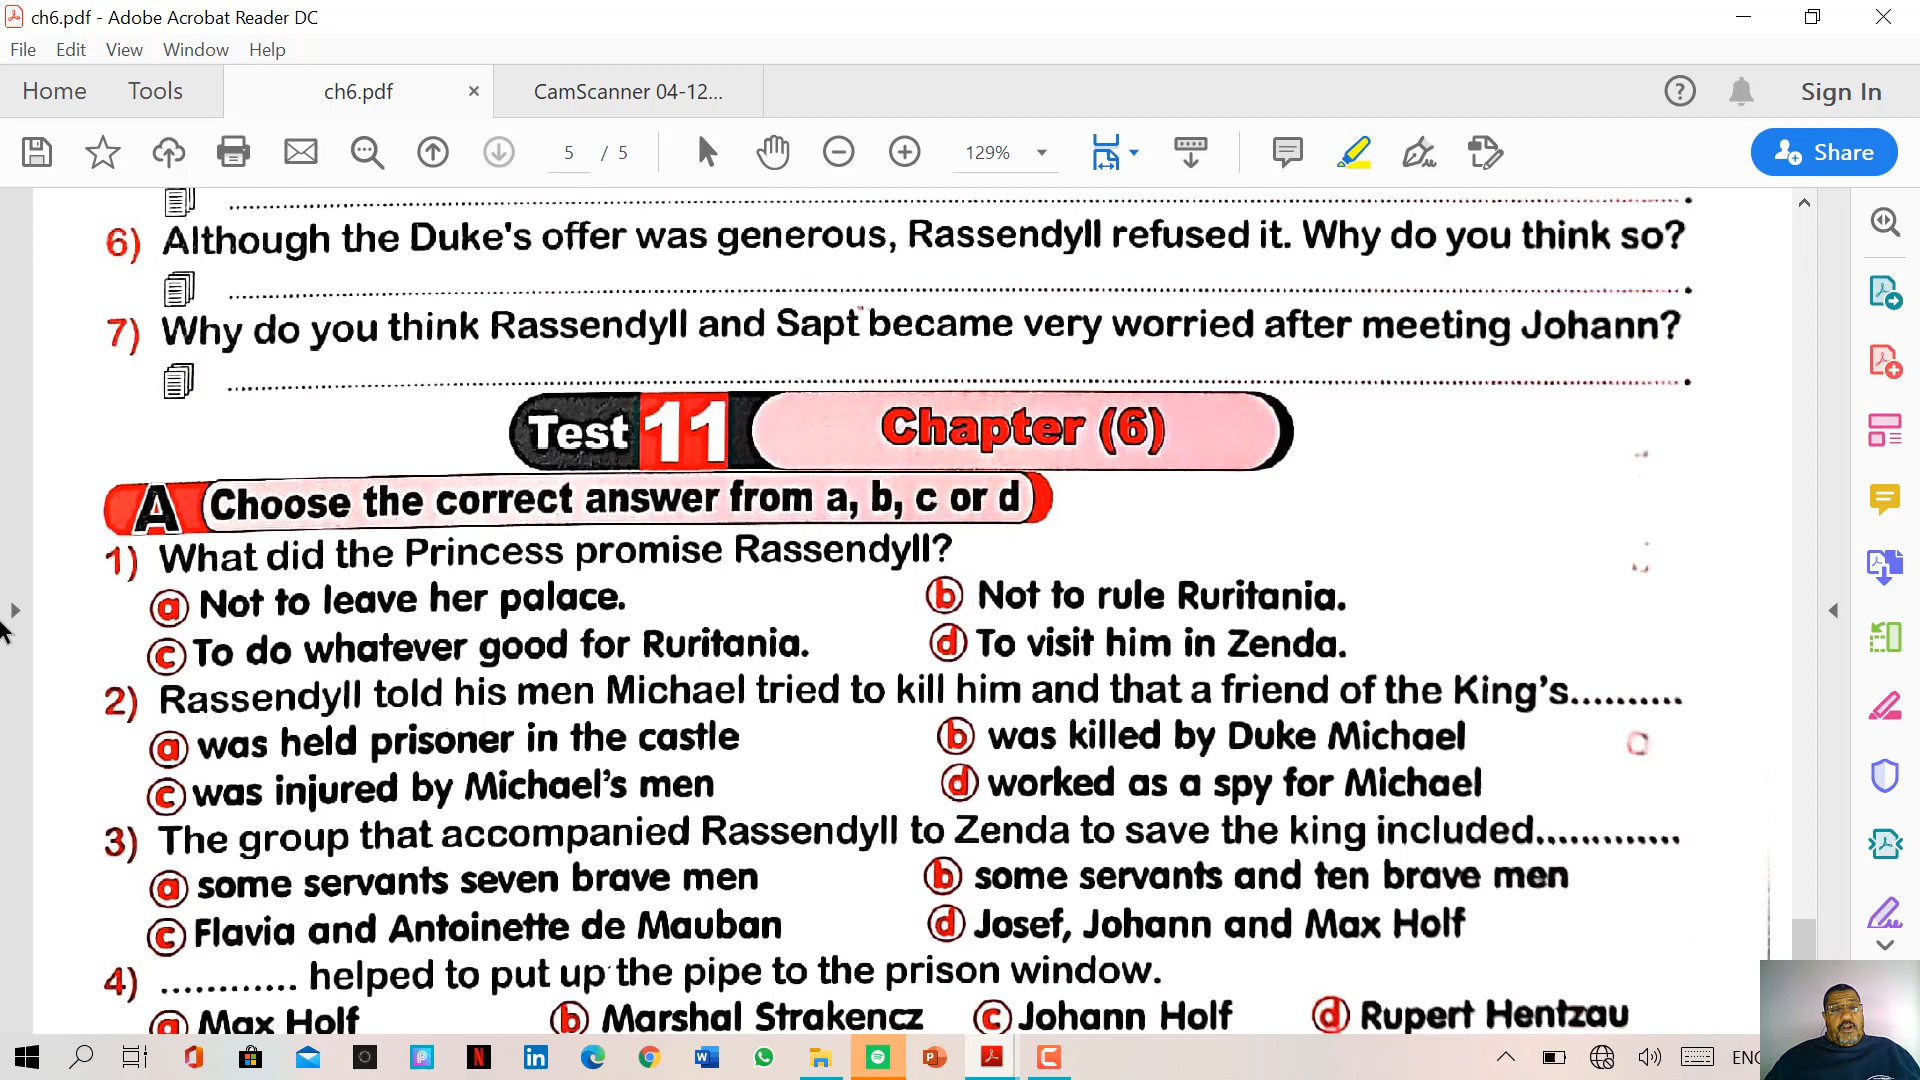 ch6.pdf - Adobe Acrobat Reader DC
File Edit View Window Help
Home Tools ch6.pdf × CamScanner 04-12... Sign In
5 / 5 129% Share
6) Although the Duke's offer was generous, Rassendyll refused it. Why do you think so?
7) Why do you think Rassendyll and Sapt became very worried after meeting Johann?
Test 11 Chapter (6)
A Choose the correct answer from a, b, c or d
1) What did the Princess promise Rassendyll?
a Not to leave her palace. b Not to rule Ruritania.
c To do whatever good for Ruritania. d To visit him in Zenda.
2) Rassendyll told his men Michael tried to kill him and that a friend of the King's..........
a was held prisoner in the castle b was killed by Duke Michael
c was injured by Michael's men d worked as a spy for Michael
3) The group that accompanied Rassendyll to Zenda to save the king included............
a some servants seven brave men b some servants and ten brave men
c Flavia and Antoinette de Mauban d Josef, Johann and Max Holf
4) ............ helped to put up the pipe to the prison window.
a Max Holf b Marshal Strakencz c Johann Holf d Rupert Hentzau
ENG